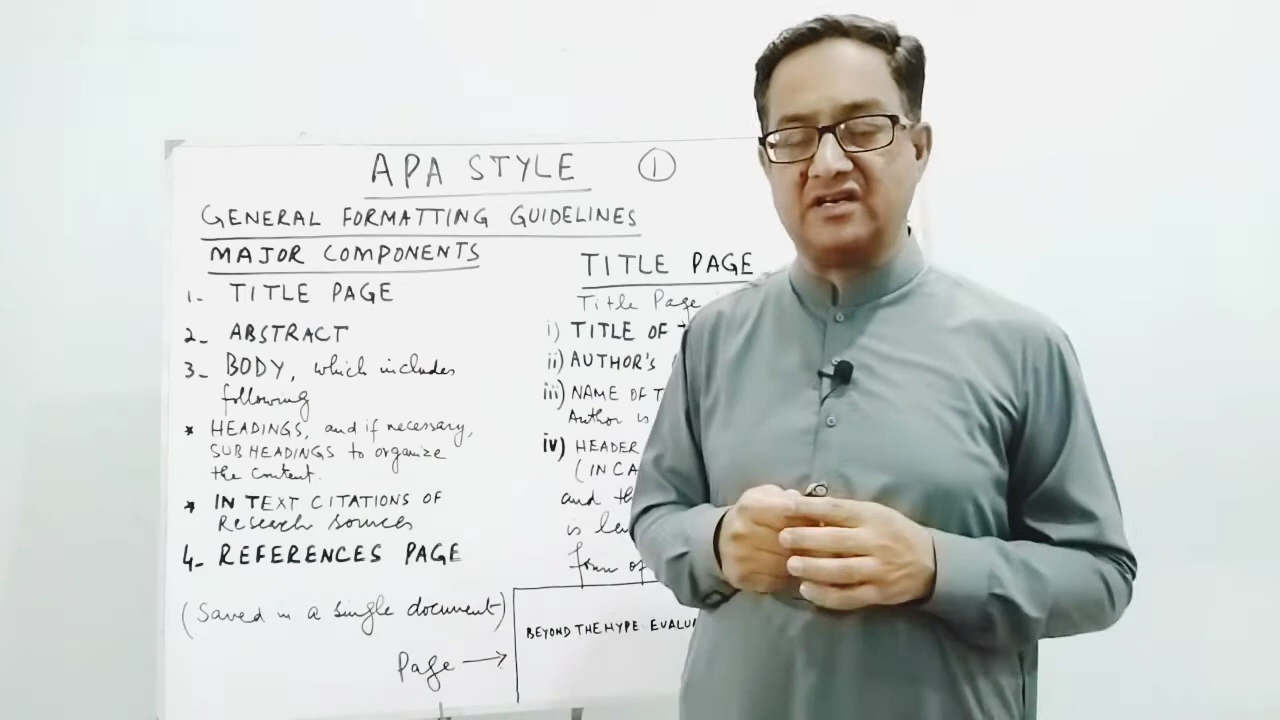 APA STYLE 1
GENERAL FORMATTING GUIDELINES
MAJOR COMPONENTS
1- TITLE PAGE
2- ABSTRACT
3- BODY, which includes
following
* HEADINGS, and if necessary,
SUBHEADINGS to organize
the content.
* IN TEXT CITATIONS OF
Research sources
4- REFERENCES PAGE
(Saved in a single document)
Page →
TITLE PAGE
Title Page
i) TITLE OF
ii) AUTHOR'S
iii) NAME OF T
Author is
iv) HEADER
(IN CA
and th
is
form of
BEYOND THE HYPE EVALU